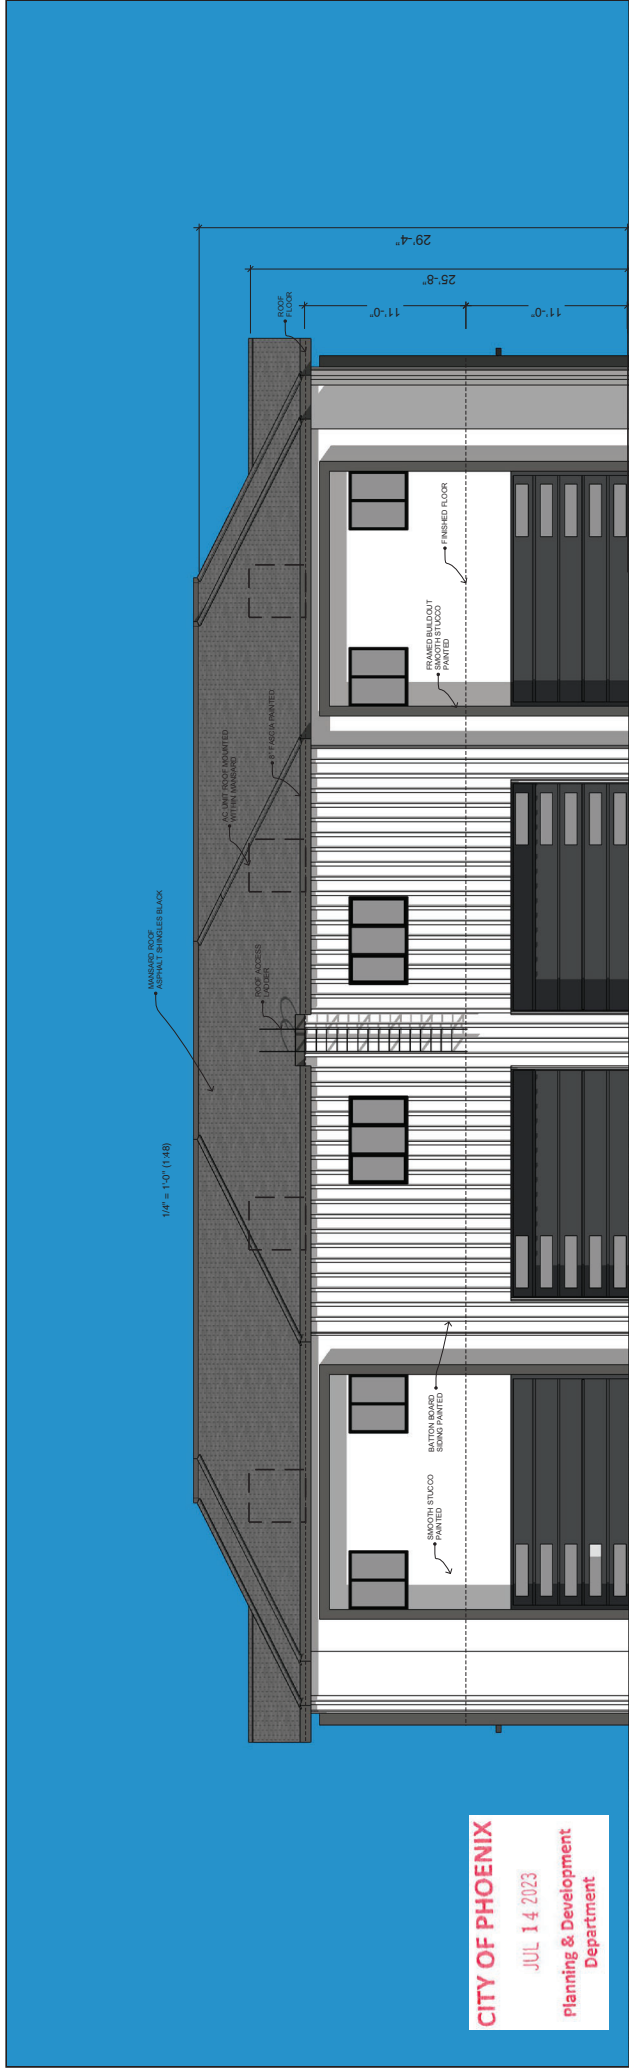 MANSARD ROOF
ASPHALT SHINGLES BLACK
1/4" = 1'-0" (1:48)
AC UNIT ROOF MOUNTED
WITHIN MANSARD
ROOF ACCESS
LADDER
8" FASCIA PAINTED
ROOF
FLOOR
29'-4"
25'-8"
11'-0"
11'-0"
SMOOTH STUCCO
PAINTED
BATTON BOARD
SIDING PAINTED
FRAMED BUILDOUT
SMOOTH STUCCO
PAINTED
FINISHED FLOOR
CITY OF PHOENIX
JUL 14 2023
Planning & Development
Department